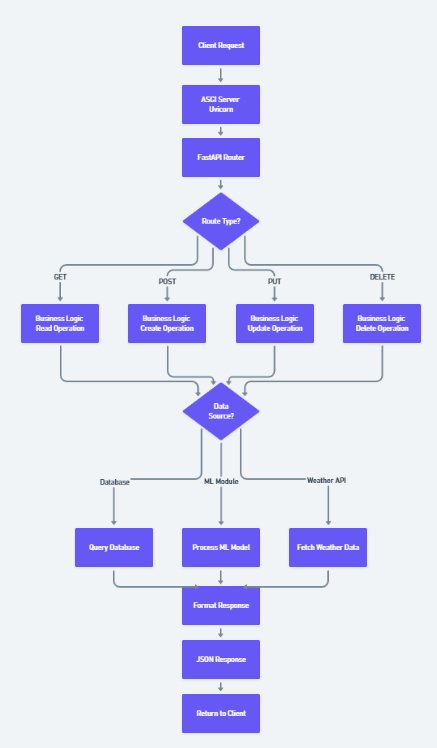 Client Request
ASGI Server
Uvicorn
FastAPI Router
Route Type?
GET
POST
PUT
DELETE
Business Logic
Read Operation
Business Logic
Create Operation
Business Logic
Update Operation
Business Logic
Delete Operation
Data
Source?
Database
ML Module
Weather API
Query Database
Process ML Model
Fetch Weather Data
Format Response
JSON Response
Return to Client